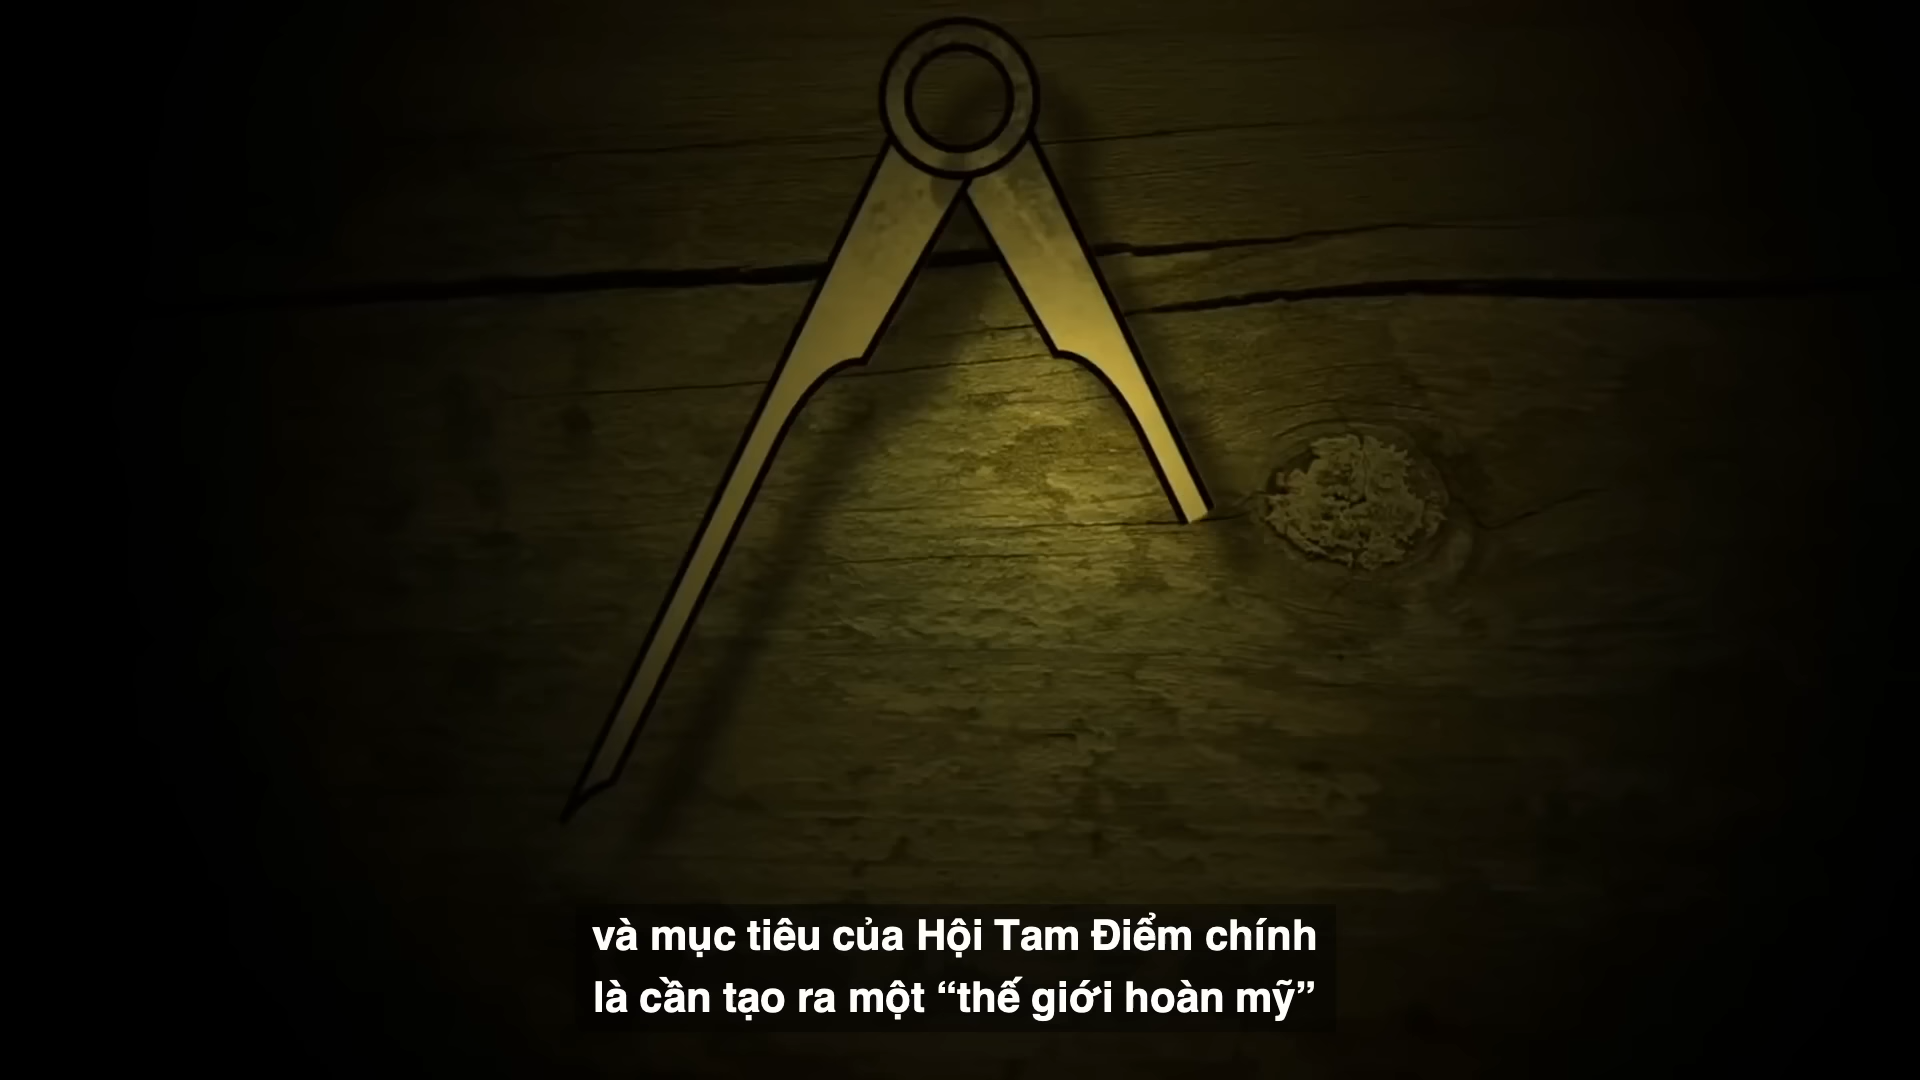 và mục tiêu của Hội Tam Điểm chính
là cần tạo ra một “thế giới hoàn mỹ”